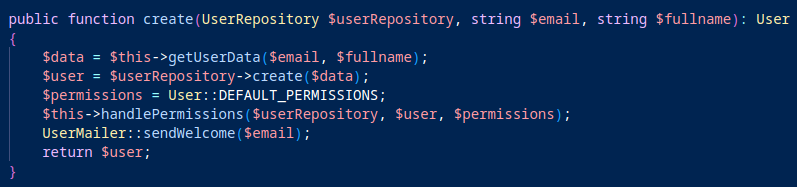 public function create(UserRepository $userRepository, string $email, string $fullname): User
{
    $data = $this->getUserData($email, $fullname);
    $user = $userRepository->create($data);
    $permissions = User::DEFAULT_PERMISSIONS;
    $this->handlePermissions($userRepository, $user, $permissions);
    UserMailer::sendWelcome($email);
    return $user;
}